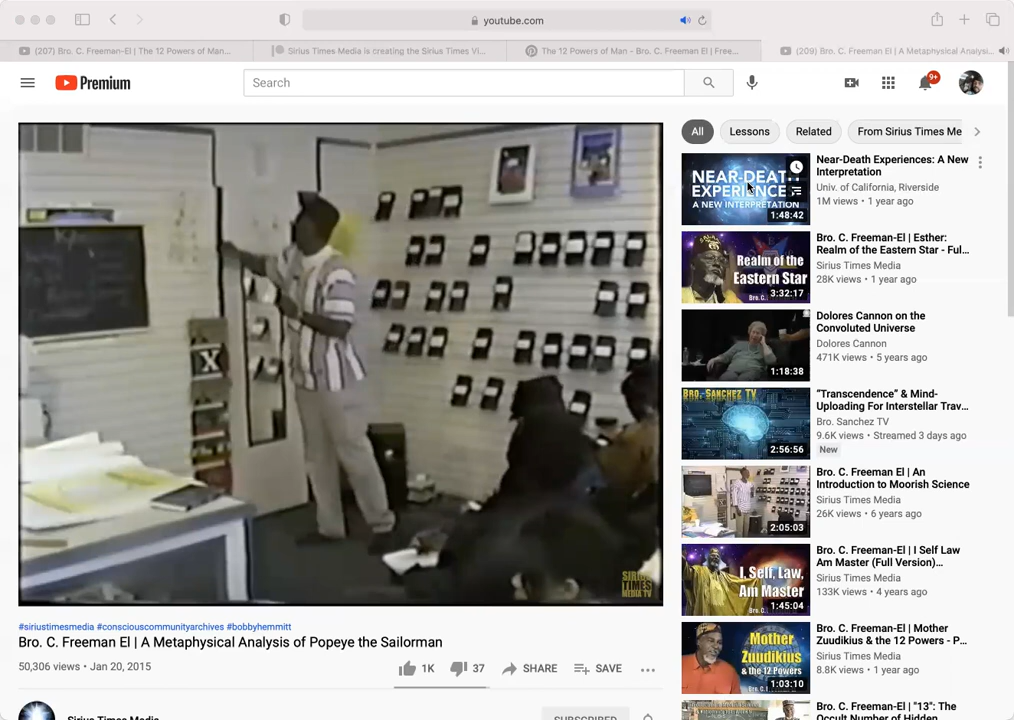 youtube.com
(207) Bro. C. Freeman-El | The 12 Powers of Man...
Sirius Times Media is creating the Sirius Times Vi...
The 12 Powers of Man - Bro. C. Freeman El | Free...
(209) Bro. C. Freeman El | A Metaphysical Analysi...
Premium
Search
9+
X
SIRIUS
TIMES
MEDIA TV
#siriustimesmedia #consciouscommunityarchives #bobbyhemmitt
Bro. C. Freeman El | A Metaphysical Analysis of Popeye the Sailorman
50,306 views • Jan 20, 2015
1K
37
SHARE
SAVE
Sirius Times Media
SUBSCRIBED
All
Lessons
Related
From Sirius Times Me
NEAR-DEATH
EXPERIENCES
A NEW INTERPRETATION
1:48:42
Near-Death Experiences: A New
Interpretation
Univ. of California, Riverside
1M views • 1 year ago
Realm of the
Eastern Star
Bro. C.
3:32:17
Bro. C. Freeman-El | Esther:
Realm of the Eastern Star - Ful...
Sirius Times Media
28K views • 1 year ago
1:18:38
Dolores Cannon on the
Convoluted Universe
Dolores Cannon
471K views • 5 years ago
BRO. SANCHEZ TV
2:56:56
“Transcendence” & Mind-
Uploading For Interstellar Trav...
Bro. Sanchez TV
9.6K views • Streamed 3 days ago
New
2:05:03
Bro. C. Freeman El | An
Introduction to Moorish Science
Sirius Times Media
26K views • 6 years ago
I, Self, Law,
Am Master
1:45:04
Bro. C. Freeman-El | I Self Law
Am Master (Full Version)...
Sirius Times Media
133K views • 4 years ago
Mother
Zuudikius
& the 12 Powers
1:03:10
Bro. C. Freeman-El | Mother
Zuudikius & the 12 Powers - P...
Sirius Times Media
8.8K views • 1 year ago
Bro. C. Freeman-El | "13": The
Occult Number of Hidden